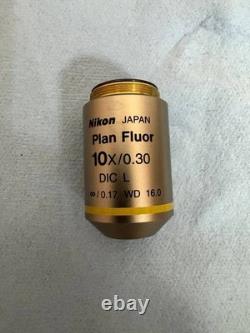 Nikon JAPAN
Plan Fluor
10X/0.30
DIC L
∞/0.17 WD 16.0